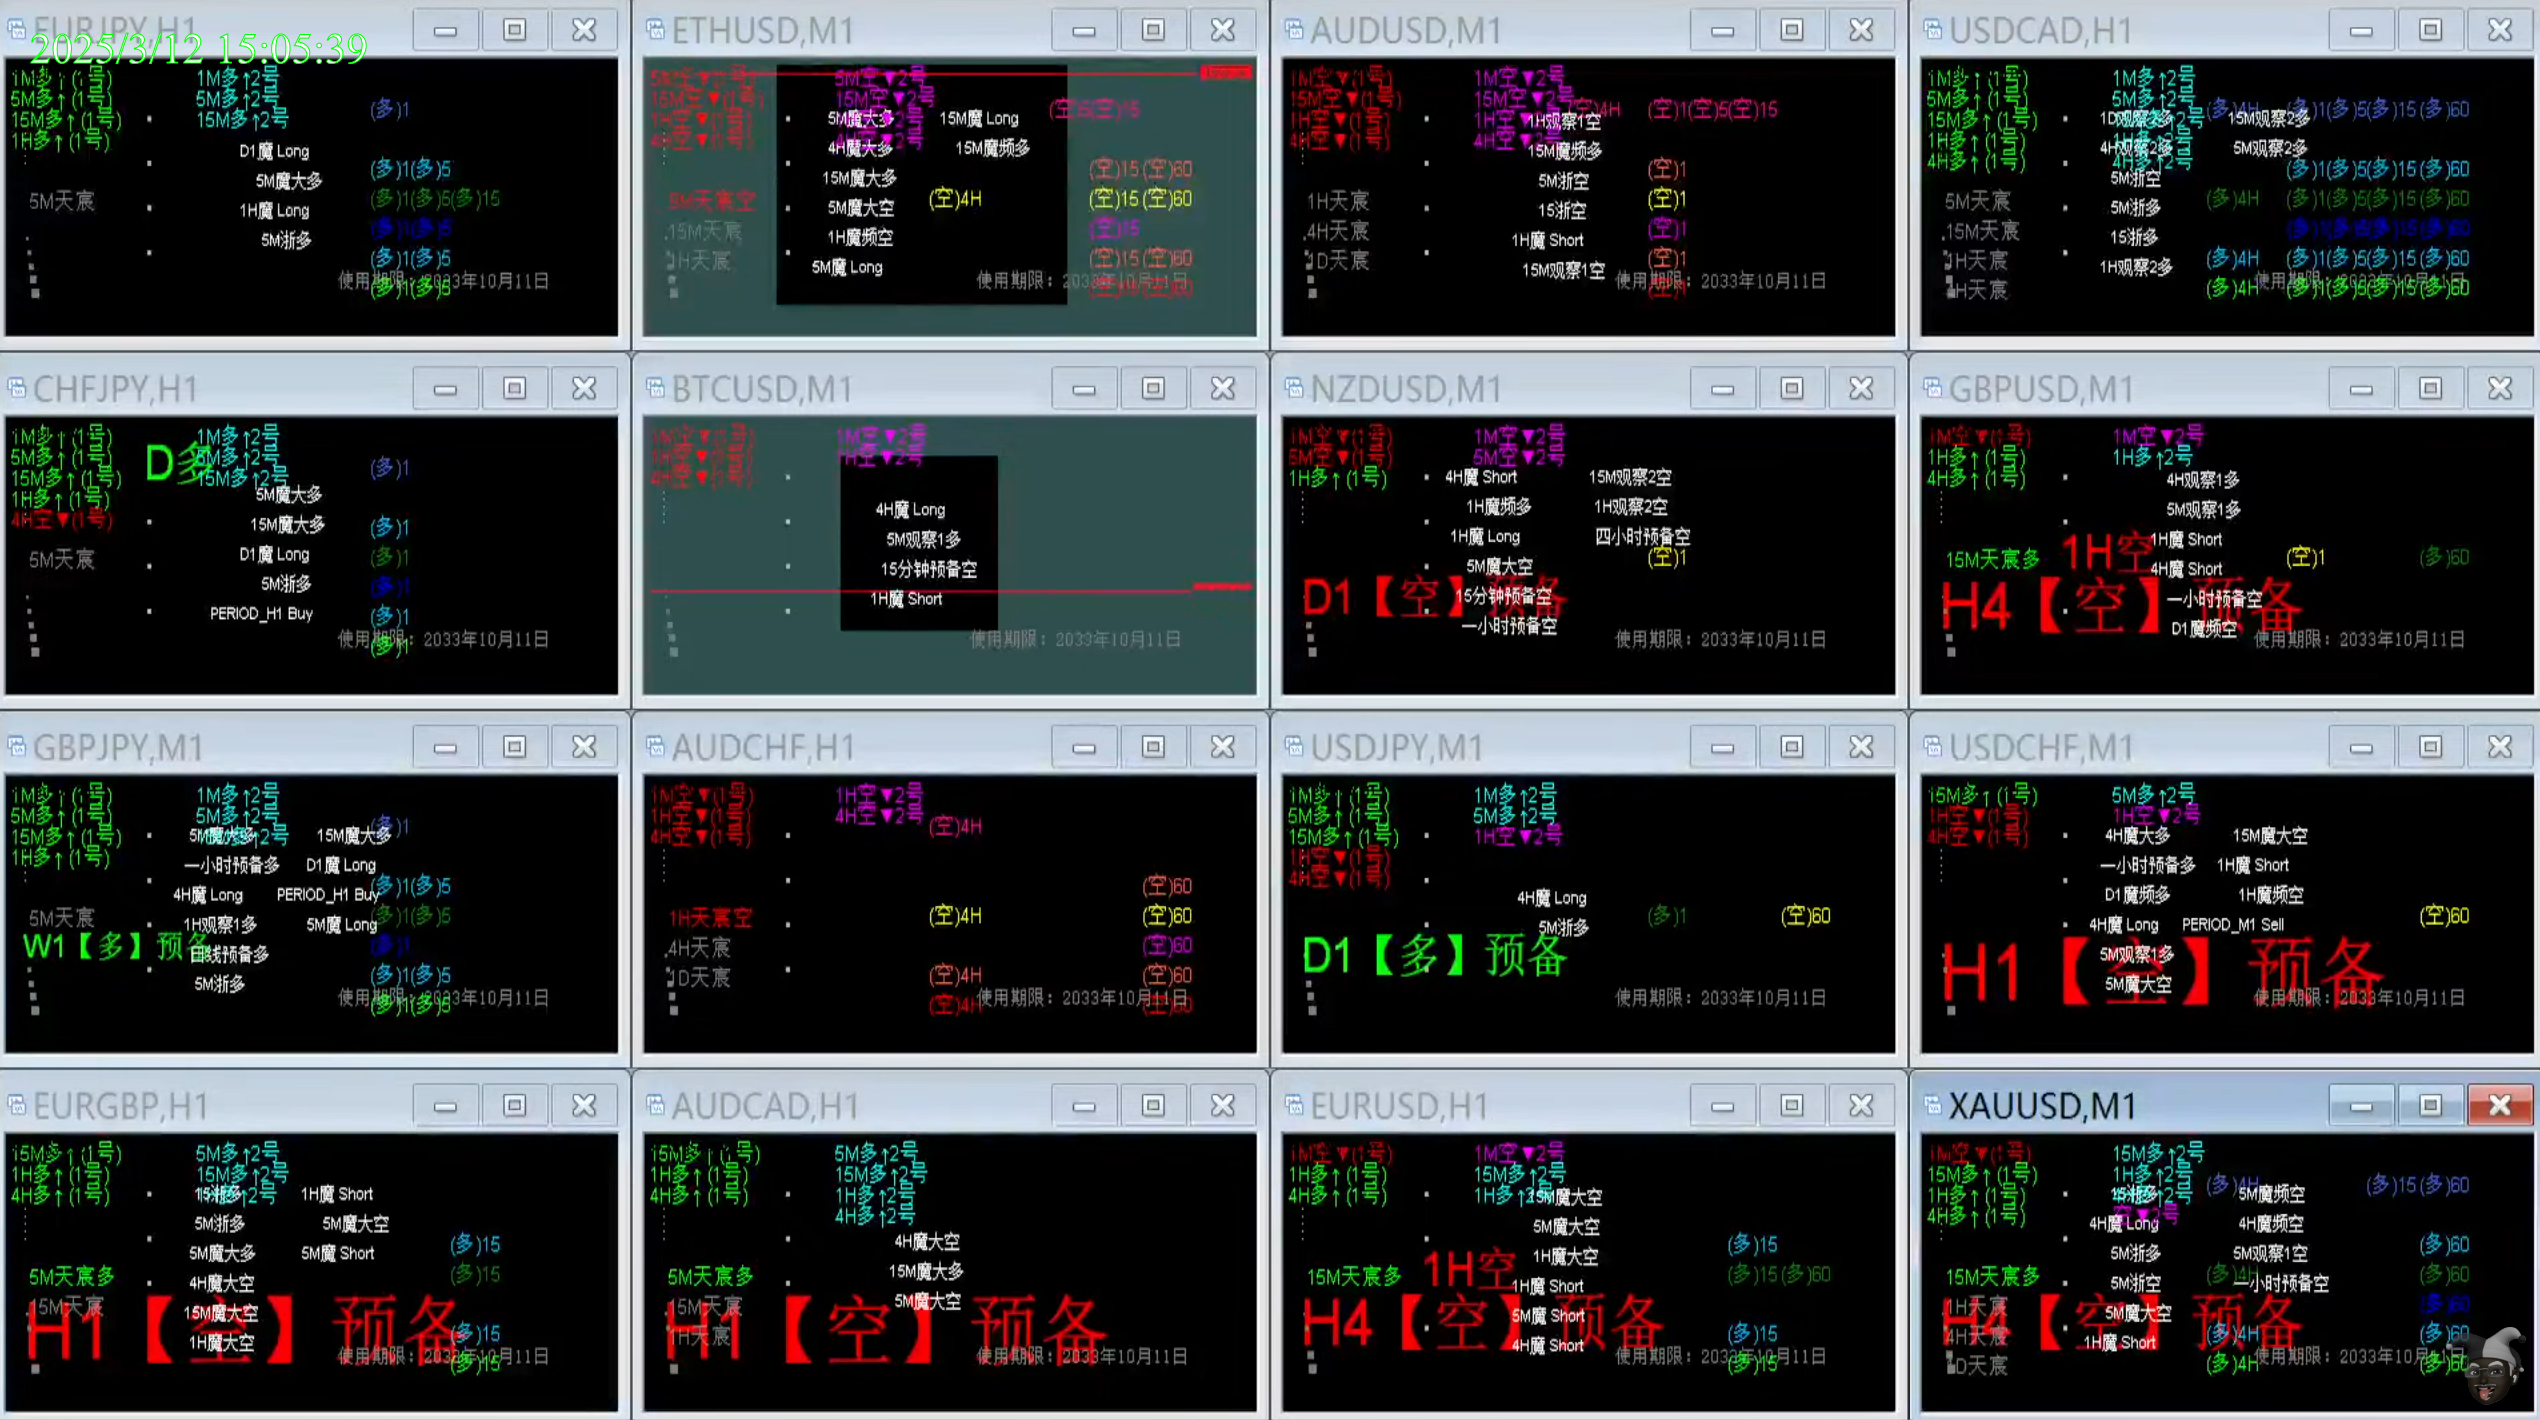 EURJPY,H1
2025/3/12 15:05:39
1M多↑(1号) 1M多↑2号
5M多↑(1号) 5M多↑2号 (多)1
15M多↑(1号) 15M多↑2号
1H多↑(1号)
D1魔 Long
5M魔大多 (多)1(多)5
5M天宸 1H魔 Long (多)1(多)5(多)15
5M浙多 (多)1(多)5
(多)1(多)5
使用期限：2033年10月11日
(多)1(多)5
ETHUSD,M1
5M空▼(1号) 5M空▼2号
15M空▼(1号) 15M空▼2号 (空)5(空)15
1H空▼(1号) 5M魔大多 15M魔 Long
4H空▼(1号) 4H空▼2号
4H魔大多 15M魔频多
15M魔大多 (空)15(空)60
5M天宸空 5M魔大空 (空)4H (空)15(空)60
15M天宸 1H魔频空 (空)15
1H天宸 5M魔 Long (空)15(空)60
使用期限：2033年10月11日
AUDUSD,M1
1M空▼(1号) 1M空▼2号
15M空▼(1号) 15M空▼2号 (空)4H (空)1(空)5(空)15
1H空▼(1号) 1H观察1空
4H空▼(1号) 4H空▼2号
15M魔频多
5M浙空 (空)1
1H天宸 15浙空 (空)1
4H天宸 1H魔 Short (空)1
1D天宸 15M观察1空 (空)1
使用期限：2033年10月11日
(空)1
USDCAD,H1
1M多↑(1号) 1M多↑2号
5M多↑(1号) 5M多↑2号 (多)4H (多)1(多)5(多)15(多)60
15M多↑(1号) 1D观察2多 15M观察2多
1H多↑(1号) 4H观察2多 5M观察2多
4H多↑(1号) 4H多↑2号 (多)1(多)5(多)15(多)60
5M浙空
5M天宸 5M浙多 (多)4H (多)1(多)5(多)15(多)60
15M天宸 15浙多 (多)1(多)5(多)15(多)60
1H天宸 1H观察2多 (多)4H (多)1(多)5(多)15(多)60
4H天宸 (多)4H (多)1(多)5(多)15(多)60
CHFJPY,H1
1M多↑(1号) 1M多↑2号
5M多↑(1号) D多 5M多↑2号 (多)1
15M多↑(1号) 15M多↑2号
1H多↑(1号) 5M魔大多
4H空▼(1号) 15M魔大多 (多)1
5M天宸 D1魔 Long (多)1
5M浙多 (多)1
PERIOD_H1 Buy (多)1
使用期限：2033年10月11日
(多)1
BTCUSD,M1
1M空▼(1号) 1M空▼2号
1H空▼(1号) 1H空▼2号
4H空▼(1号)
4H魔 Long
5M观察1多
15分钟预备空
1H魔 Short
使用期限：2033年10月11日
NZDUSD,M1
1M空▼(1号) 1M空▼2号
5M空▼(1号) 5M空▼2号
1H多↑(1号) 4H魔 Short 15M观察2空
1H魔频多 1H观察2空
1H魔 Long 四小时预备空
5M魔大空 (空)1
D1【空】预备
15分钟预备空
一小时预备空
使用期限：2033年10月11日
GBPUSD,M1
1M空▼(1号) 1M空▼2号
1H多↑(1号) 1H多↑2号
4H多↑(1号) 4H观察1多
5M观察1多
1H空 1H魔 Short
15M天宸多 4H魔 Short (空)1 (多)60
H4【空】预备
一小时预备空
D1魔频空
使用期限：2033年10月11日
GBPJPY,M1
1M多↑(1号) 1M多↑2号
5M多↑(1号) 5M多↑2号 (多)1
15M多↑(1号) 5M魔大多 15M魔大多
1H多↑(1号) 一小时预备多 D1魔 Long
4H魔 Long PERIOD_H1 Buy (多)1(多)5
5M天宸 1H观察1多 5M魔 Long (多)1(多)5
W1【多】预备
日线预备多 (多)1
5M浙多 (多)1(多)5
使用期限：2033年10月11日
(多)1(多)5
AUDCHF,H1
1M空▼(1号) 1H空▼2号
1H空▼(1号) 4H空▼2号
4H空▼(1号) (空)4H
(空)60
1H天宸空 (空)4H (空)60
4H天宸 (空)60
1D天宸 (空)4H (空)60
使用期限：2033年10月11日
(空)4H (空)60
USDJPY,M1
1M多↑(1号) 1M多↑2号
5M多↑(1号) 5M多↑2号
15M多↑(1号) 1H空▼2号
1H空▼(1号)
4H空▼(1号)
4H魔 Long
5M浙多 (多)1 (空)60
D1【多】预备
使用期限：2033年10月11日
USDCHF,M1
15M多↑(1号) 5M多↑2号
1H空▼(1号) 1H空▼2号
4H空▼(1号) 4H魔大多 15M魔大空
一小时预备多 1H魔 Short
D1魔频多 1H魔频空
4H魔 Long PERIOD_M1 Sell (空)60
5M观察1多
H1【空】预备
5M魔大空
使用期限：2033年10月11日
EURGBP,H1
15M多↑(1号) 5M多↑2号
1H多↑(1号) 15M多↑2号
4H多↑(1号) 15浙多 1H魔 Short
5M浙多 5M魔大空
5M魔大多 5M魔 Short (多)15
5M天宸多 4H魔大空 (多)15
15M天宸 15M魔大空
H1【空】预备
1H魔大空 (多)15
使用期限：2033年10月11日
(多)15
AUDCAD,H1
15M多↑(1号) 5M多↑2号
1H多↑(1号) 15M多↑2号
4H多↑(1号) 1H多↑2号
4H多↑2号
4H魔大空
5M天宸多 15M魔大多
15M天宸 5M魔大空
H1【空】预备
1H天宸
使用期限：2033年10月11日
EURUSD,H1
1M空▼(1号) 1M空▼2号
1H多↑(1号) 15M多↑2号
4H多↑(1号) 1H多↑2号 15M魔大空
5M魔大空
1H空 1H魔大空 (多)15
15M天宸多 1H魔 Short (多)15(多)60
H4【空】预备
5M魔 Short
4H魔 Short (多)15
使用期限：2033年10月11日
(多)15
XAUUSD,M1
1M空▼(1号) 15M多↑2号
15M多↑(1号) 1H多↑2号 (多)4H (多)15(多)60
1H多↑(1号) 15浙多 5M魔频空
4H多↑(1号) 4H魔 Long 4H魔频空
5M浙多 5M观察1空 (多)60
15M天宸多 5M浙空 (多)4H 一小时预备空 (多)60
1H天宸 5M魔大空 (多)60
H4【空】预备
4H天宸 1H魔 Short (多)4H (多)60
1D天宸 (多)4H 使用期限：2033年10月11日 (多)60